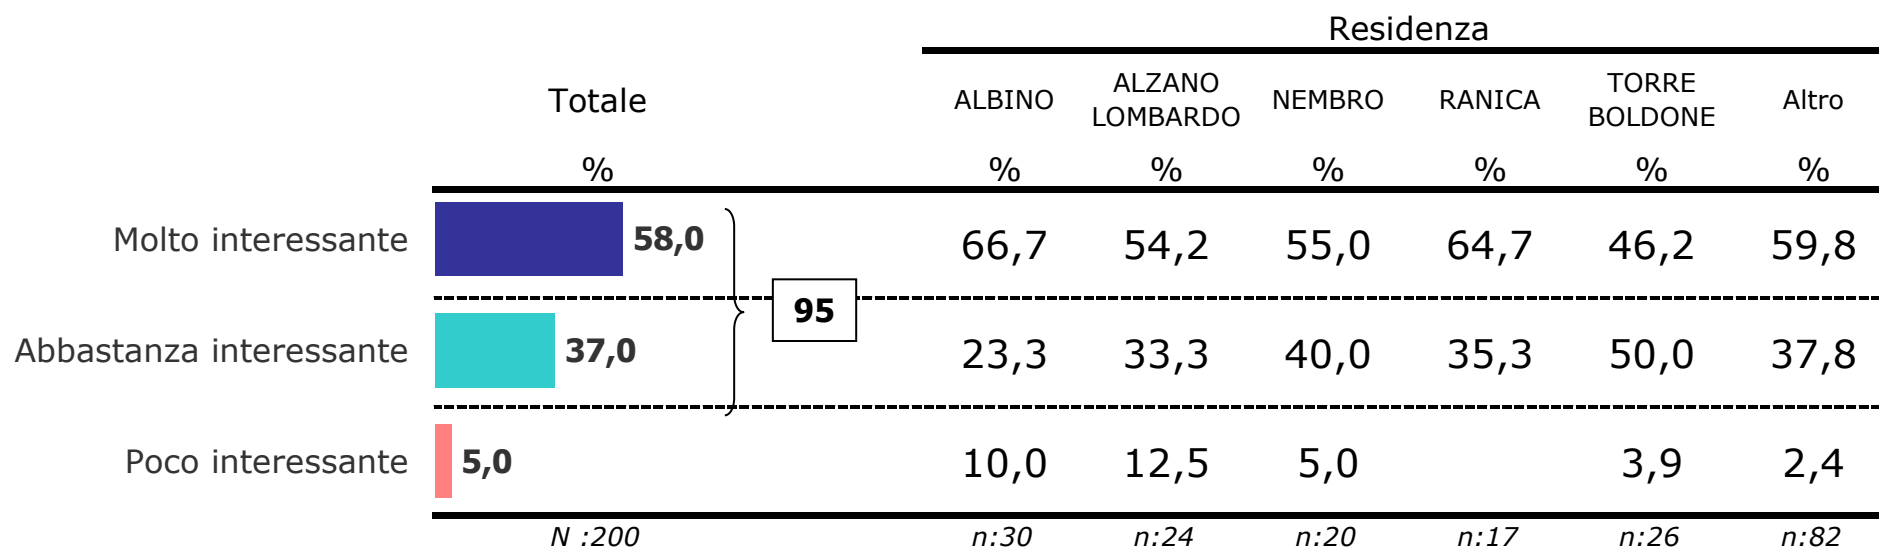 Residenza
Totale ALBINO ALZANO LOMBARDO NEMBRO RANICA TORRE BOLDONE Altro
% % % % % % %
Molto interessante 58,0 66,7 54,2 55,0 64,7 46,2 59,8
95
Abbastanza interessante 37,0 23,3 33,3 40,0 35,3 50,0 37,8
Poco interessante 5,0 10,0 12,5 5,0 3,9 2,4
N :200 n:30 n:24 n:20 n:17 n:26 n:82